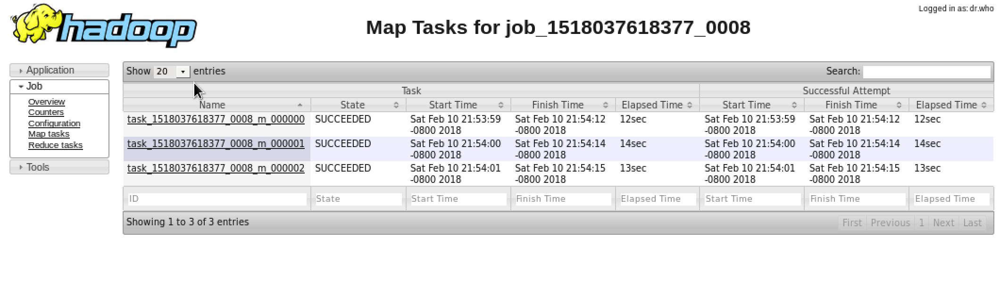 hadoop
Logged in as: dr.who
Map Tasks for job_1518037618377_0008
Application
Job
Overview
Counters
Configuration
Map tasks
Reduce tasks
Tools
Show 20 entries Search:
Task Successful Attempt
Name State Start Time Finish Time Elapsed Time Start Time Finish Time Elapsed Time
task_1518037618377_0008_m_000000 SUCCEEDED Sat Feb 10 21:53:59 Sat Feb 10 21:54:12 12sec Sat Feb 10 21:53:59 Sat Feb 10 21:54:12 12sec
-0800 2018 -0800 2018 -0800 2018 -0800 2018
task_1518037618377_0008_m_000001 SUCCEEDED Sat Feb 10 21:54:00 Sat Feb 10 21:54:14 14sec Sat Feb 10 21:54:00 Sat Feb 10 21:54:14 14sec
-0800 2018 -0800 2018 -0800 2018 -0800 2018
task_1518037618377_0008_m_000002 SUCCEEDED Sat Feb 10 21:54:01 Sat Feb 10 21:54:15 13sec Sat Feb 10 21:54:01 Sat Feb 10 21:54:15 13sec
-0800 2018 -0800 2018 -0800 2018 -0800 2018
ID State Start Time Finish Time Elapsed Time Start Time Finish Time Elapsed Time
Showing 1 to 3 of 3 entries First Previous 1 Next Last